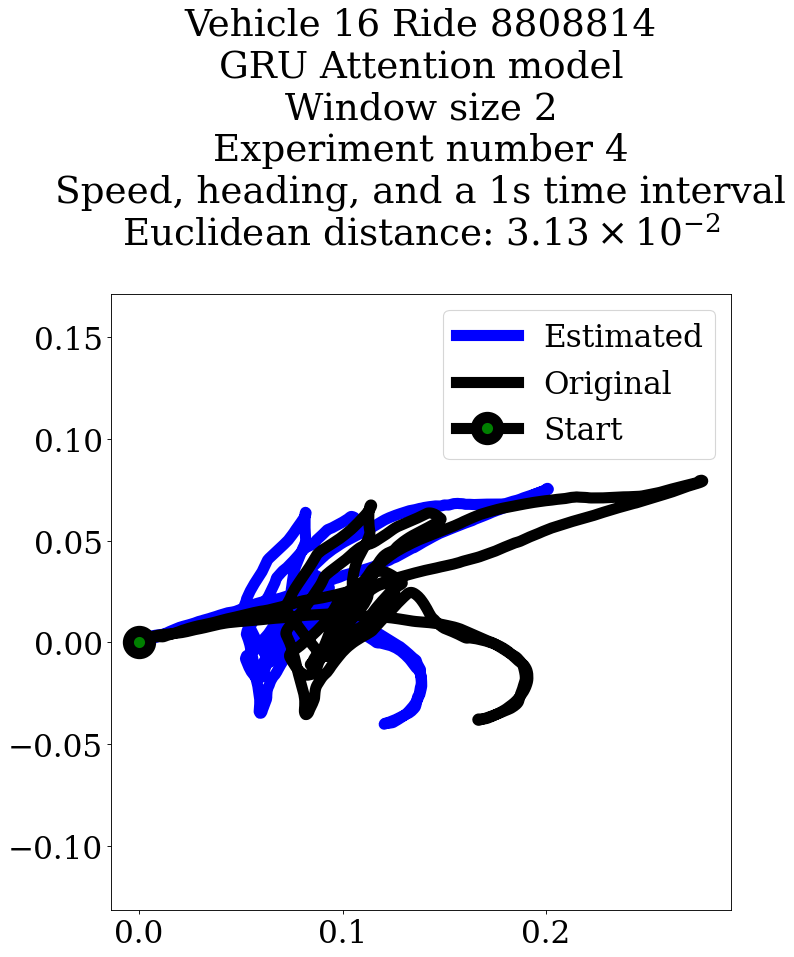 Vehicle 16 Ride 8808814
GRU Attention model
Window size 2
Experiment number 4
Speed, heading, and a 1s time interval
Euclidean distance: 3.13 × 10⁻²
Estimated
Original
Start
0.15
0.10
0.05
0.00
−0.05
−0.10
0.0 0.1 0.2